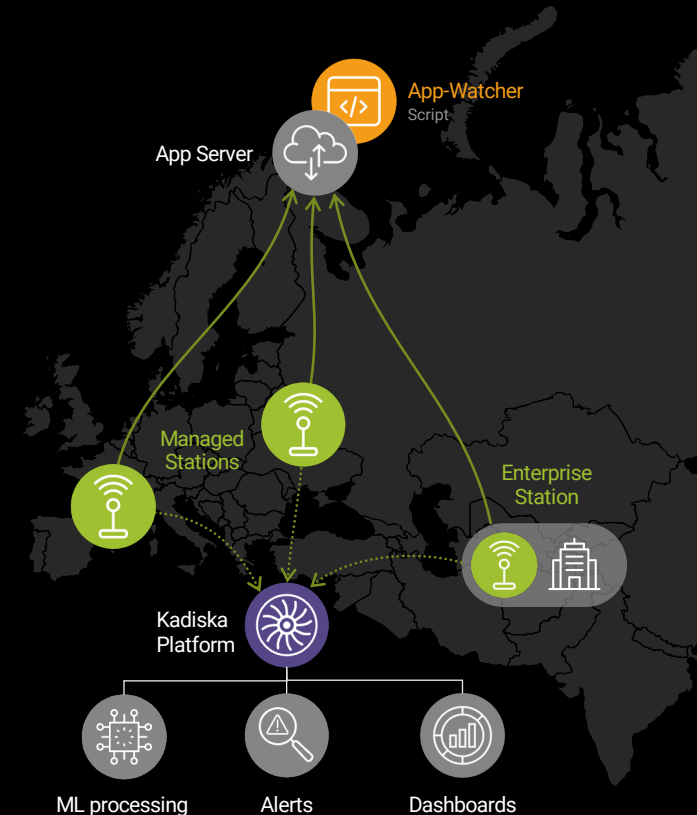 App-Watcher
Script
App Server
Managed
Stations
Enterprise
Station
Kadiska
Platform
ML processing
Alerts
Dashboards